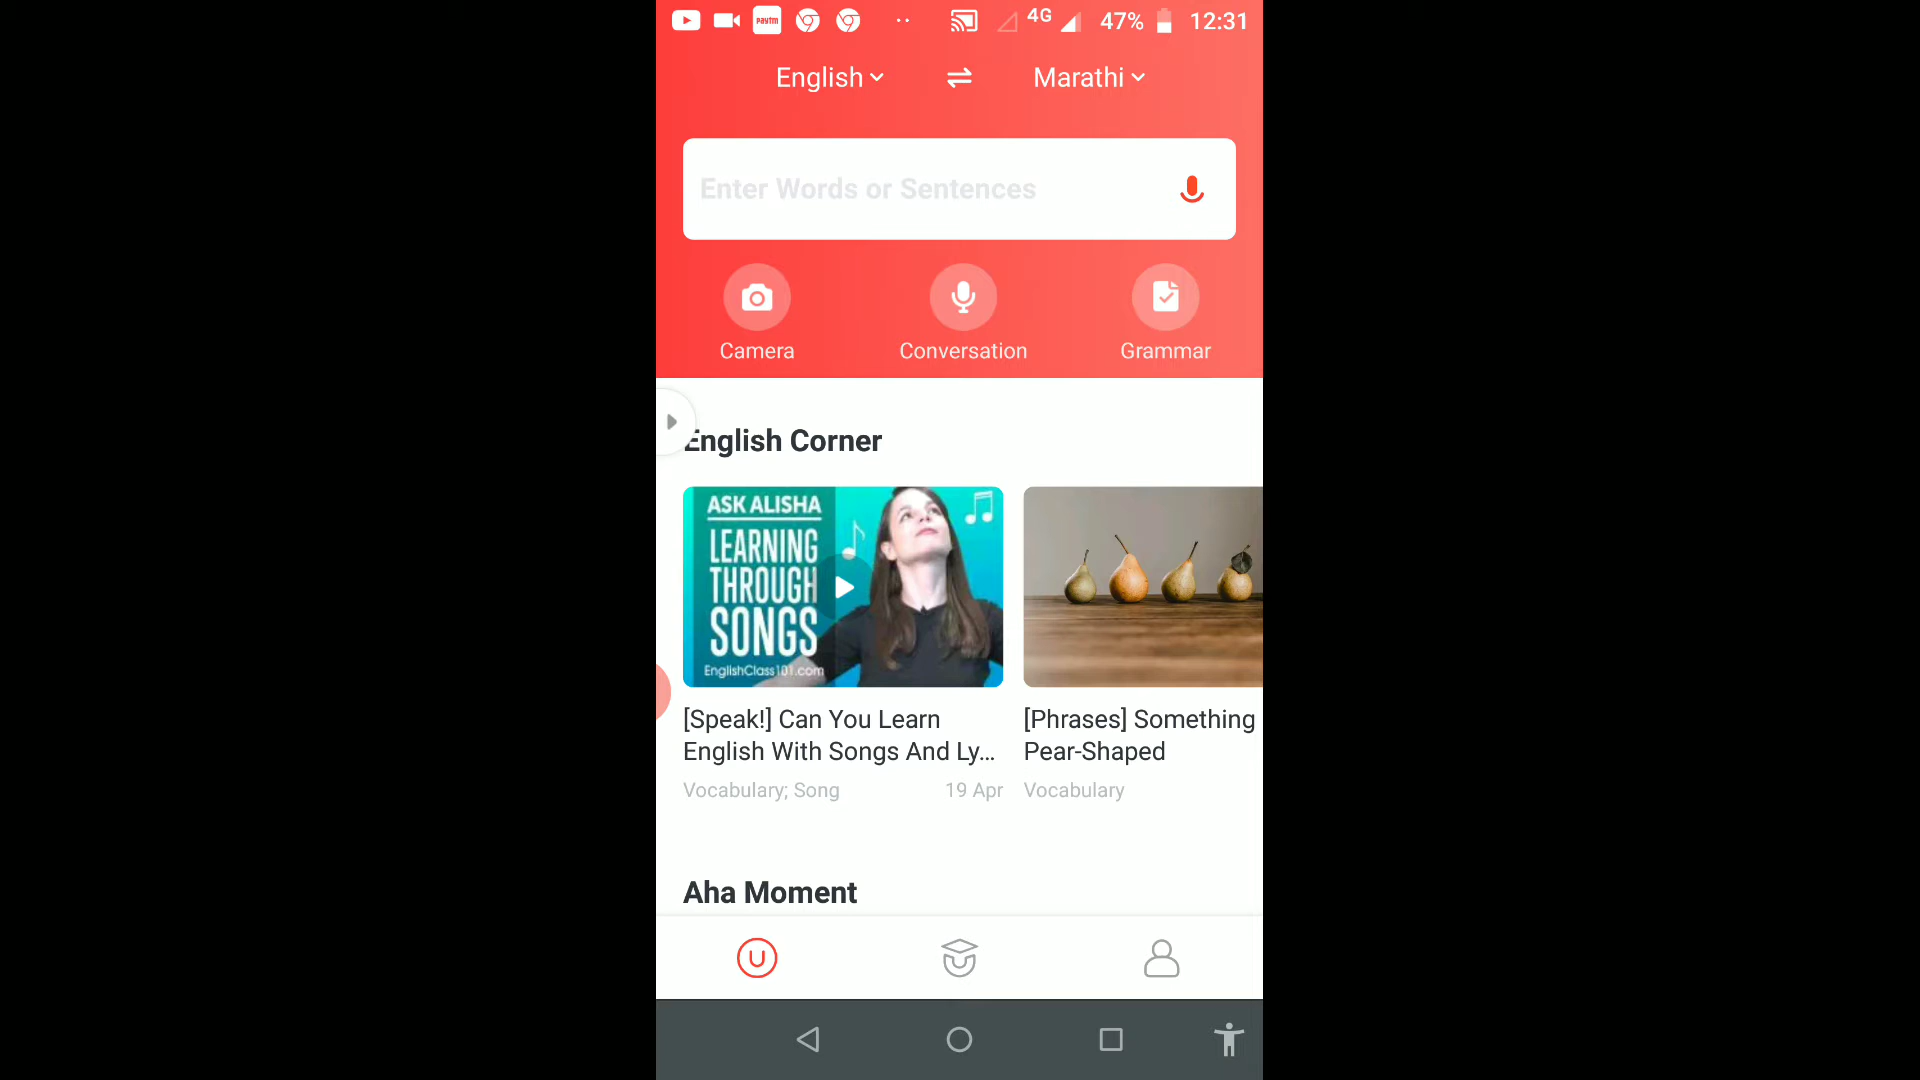 paytm 4G 47% 12:31
English Marathi
Enter Words or Sentences
Camera Conversation Grammar
English Corner
ASK ALISHA
LEARNING
THROUGH
SONGS
EnglishClass101.com
[Speak!] Can You Learn
English With Songs And Ly...
Vocabulary; Song 19 Apr
[Phrases] Something
Pear-Shaped
Vocabulary
Aha Moment